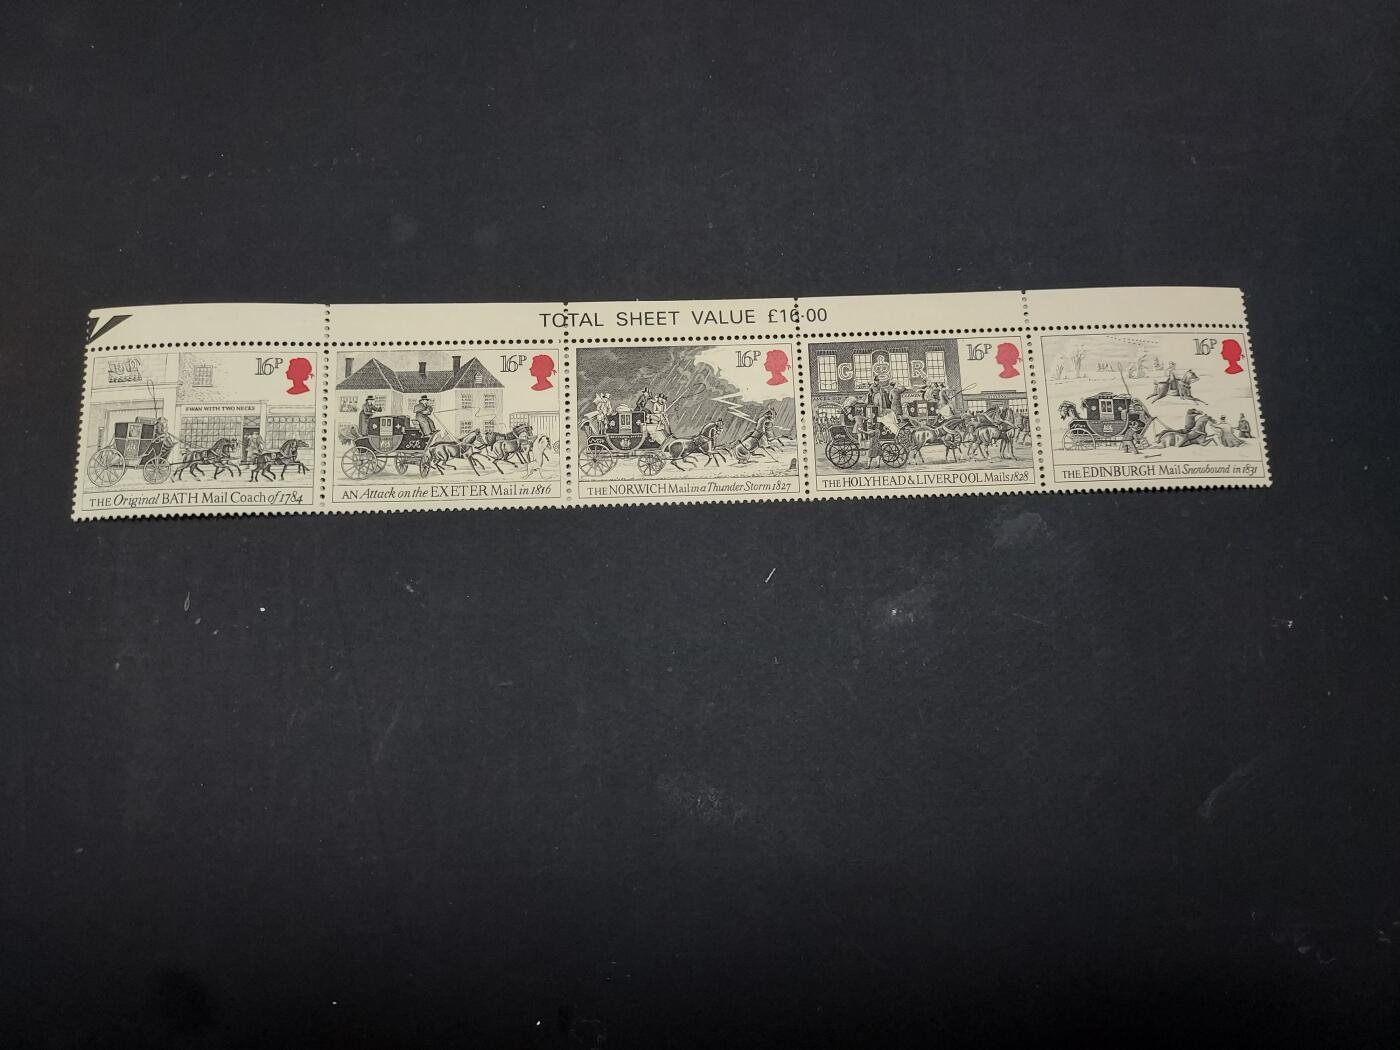 TOTAL SHEET VALUE £16·00
16P
16P
16P
16P
16P
SWAN WITH TWO NECKS
G R
THE Original BATH Mail Coach of 1784
AN Attack on the EXETER Mail in 1816
THE NORWICH Mail in a Thunder Storm 1827
THE HOLYHEAD & LIVERPOOL Mails 1828
THE EDINBURGH Mail Snowbound in 1831